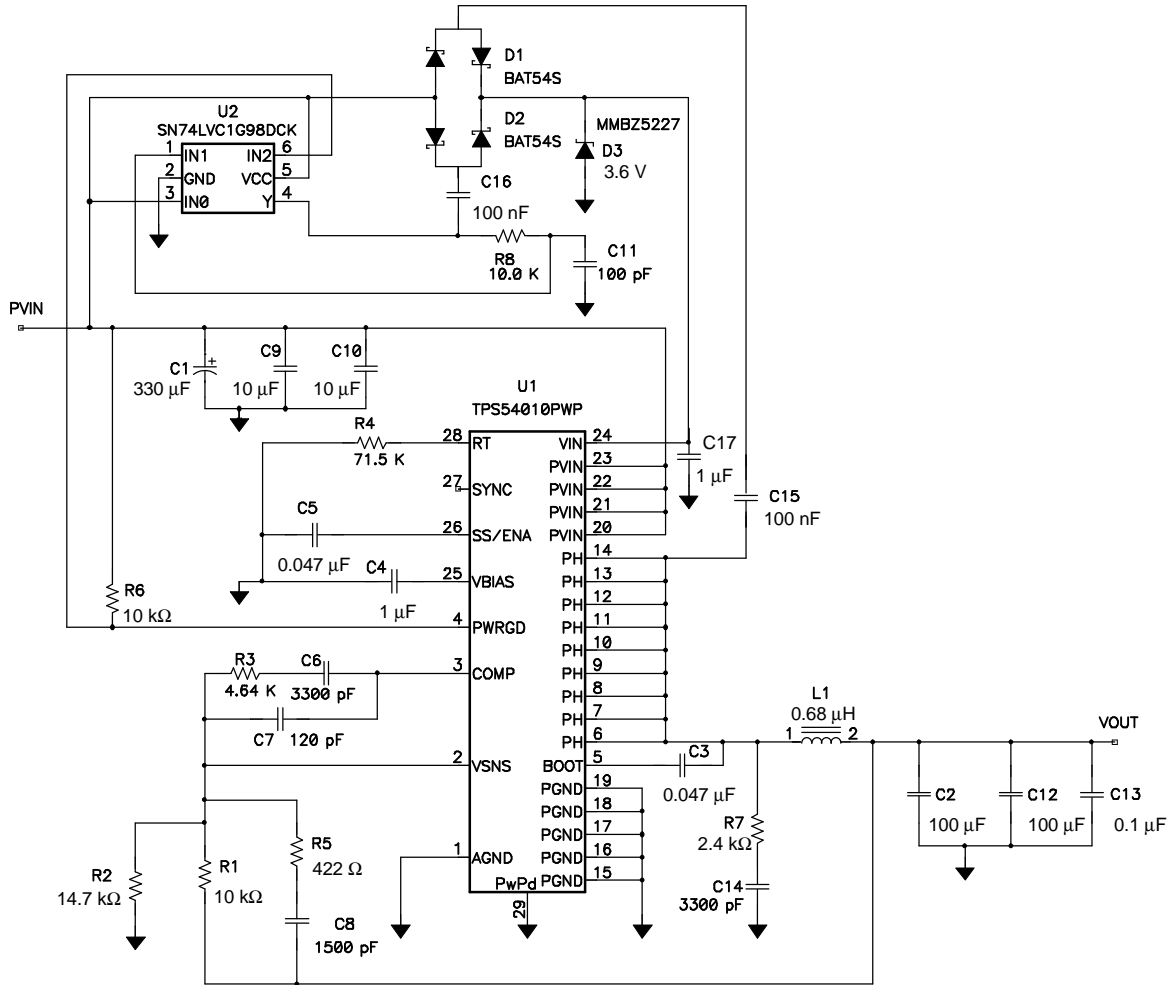 D1
BAT54S
U2
SN74LVC1G98DCK
1 IN1 IN2 6
2 GND VCC 5
3 IN0 Y 4
D2
BAT54S
MMBZ5227
D3
3.6 V
C16
100 nF
R8
10.0 K
C11
100 pF
PVIN
C1
330 μF
C9
10 μF
C10
10 μF
U1
TPS54010PWP
R4
71.5 K
28 RT VIN 24
PVIN 23
27 SYNC PVIN 22
PVIN 21
26 SS/ENA PVIN 20
PH 14
25 VBIAS PH 13
PH 12
4 PWRGD PH 11
PH 10
3 COMP PH 9
PH 8
PH 7
PH 6
2 VSNS BOOT 5
PGND 19
PGND 18
PGND 17
1 AGND PGND 16
PwPd PGND 15
29
C17
1 μF
C15
100 nF
C5
0.047 μF
C4
1 μF
R6
10 kΩ
R3
4.64 K
C6
3300 pF
C7 120 pF
L1
0.68 μH
1 2
VOUT
C3
0.047 μF
C2
100 μF
C12
100 μF
C13
0.1 μF
R7
2.4 kΩ
C14
3300 pF
R5
422 Ω
R2
14.7 kΩ
R1
10 kΩ
C8
1500 pF